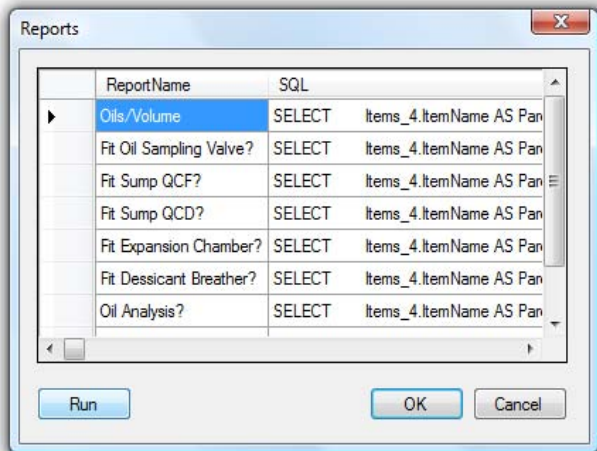 Reports
ReportName SQL
Oils/Volume SELECT Items_4.ItemName AS Par
Fit Oil Sampling Valve? SELECT Items_4.ItemName AS Par
Fit Sump QCF? SELECT Items_4.ItemName AS Par
Fit Sump QCD? SELECT Items_4.ItemName AS Par
Fit Expansion Chamber? SELECT Items_4.ItemName AS Par
Fit Dessicant Breather? SELECT Items_4.ItemName AS Par
Oil Analysis? SELECT Items_4.ItemName AS Par
Run OK Cancel